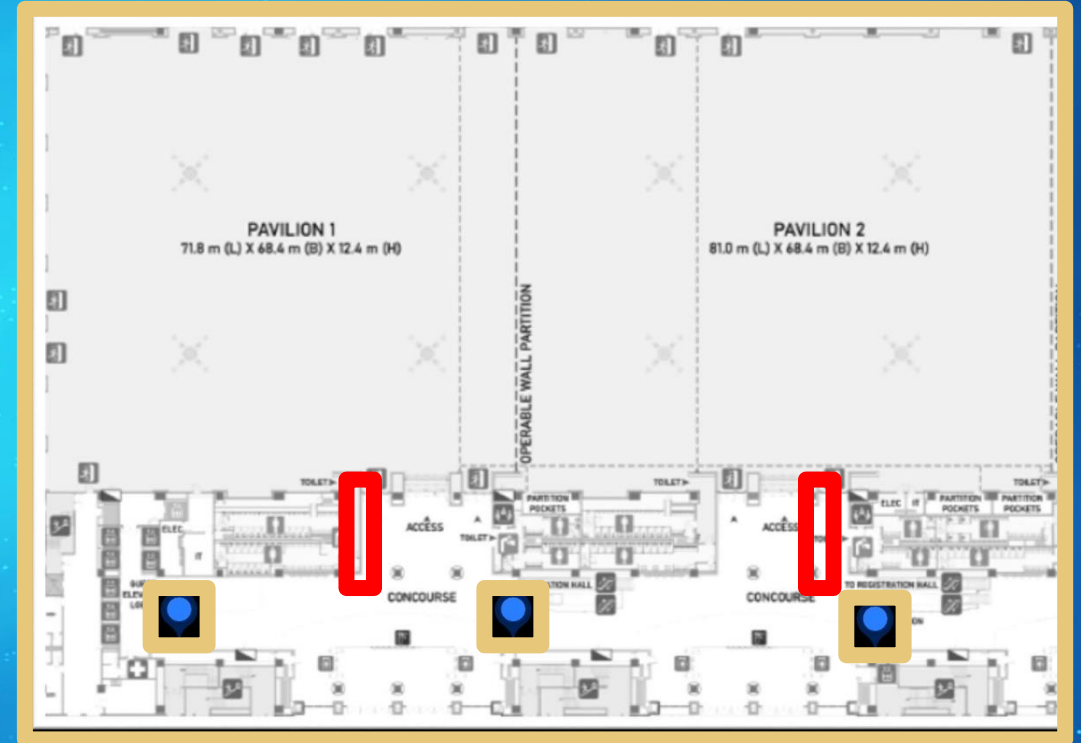 PAVILION 1
71.8 m (L) X 68.4 m (B) X 12.4 m (H)
PAVILION 2
81.0 m (L) X 68.4 m (B) X 12.4 m (H)
OPERABLE WALL PARTITION
TOILET
TOILET
TOILET
PARTITION
POCKETS
ELEC
IT
PARTITION
POCKETS
PARTITION
POCKETS
ELEC
IT
ACCESS
TOILET
ACCESS
CONCOURSE
CONCOURSE
TO REGISTRATION HALL